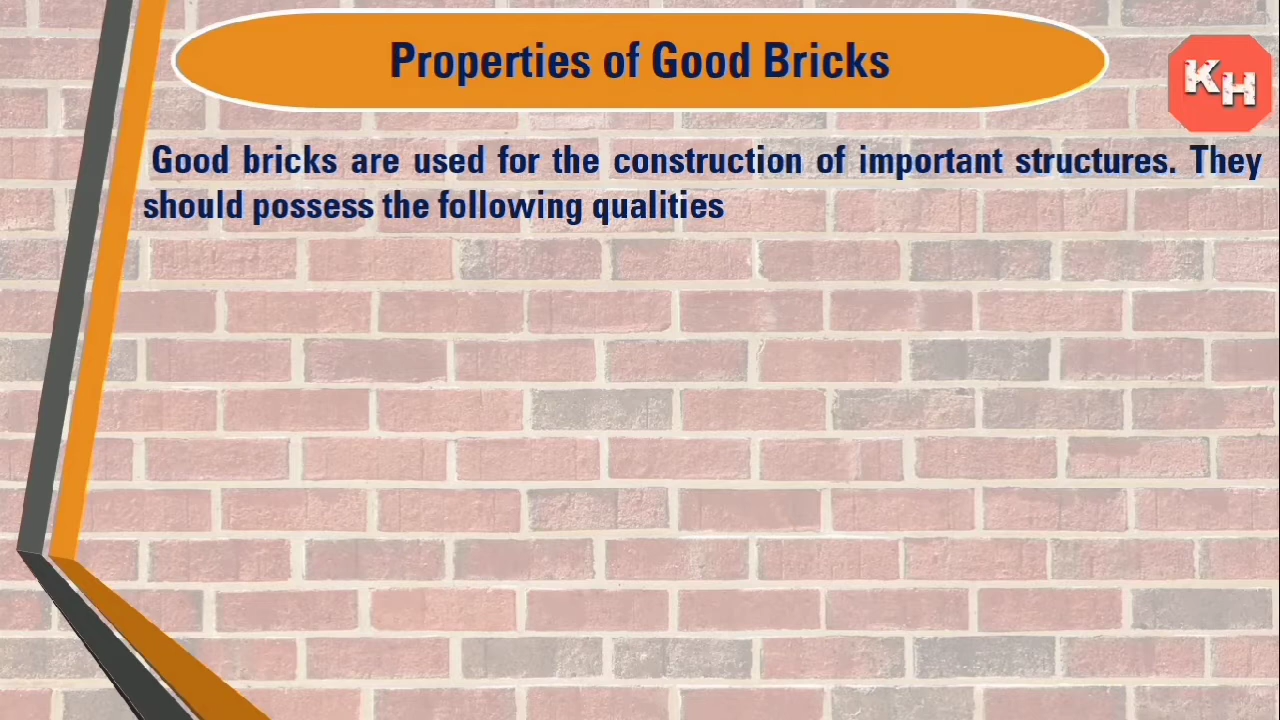 Properties of Good Bricks
KH
Good bricks are used for the construction of important structures. They
should possess the following qualities